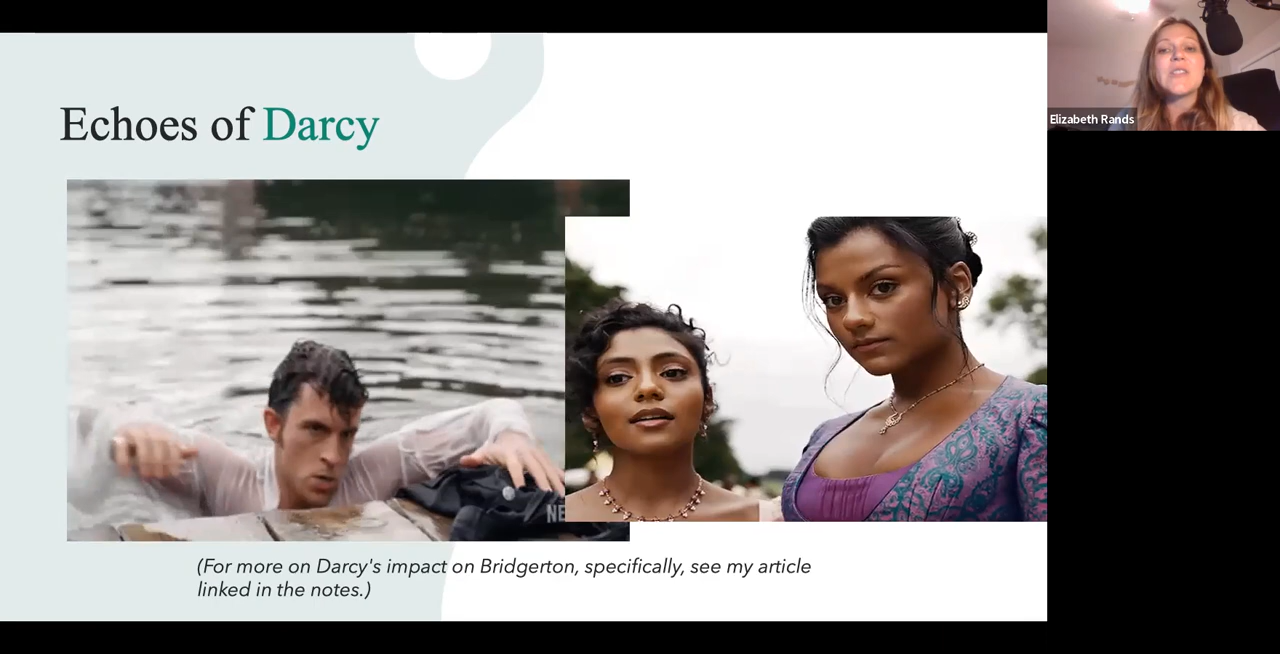 Echoes of Darcy
Elizabeth Rands
NE
(For more on Darcy's impact on Bridgerton, specifically, see my article
linked in the notes.)